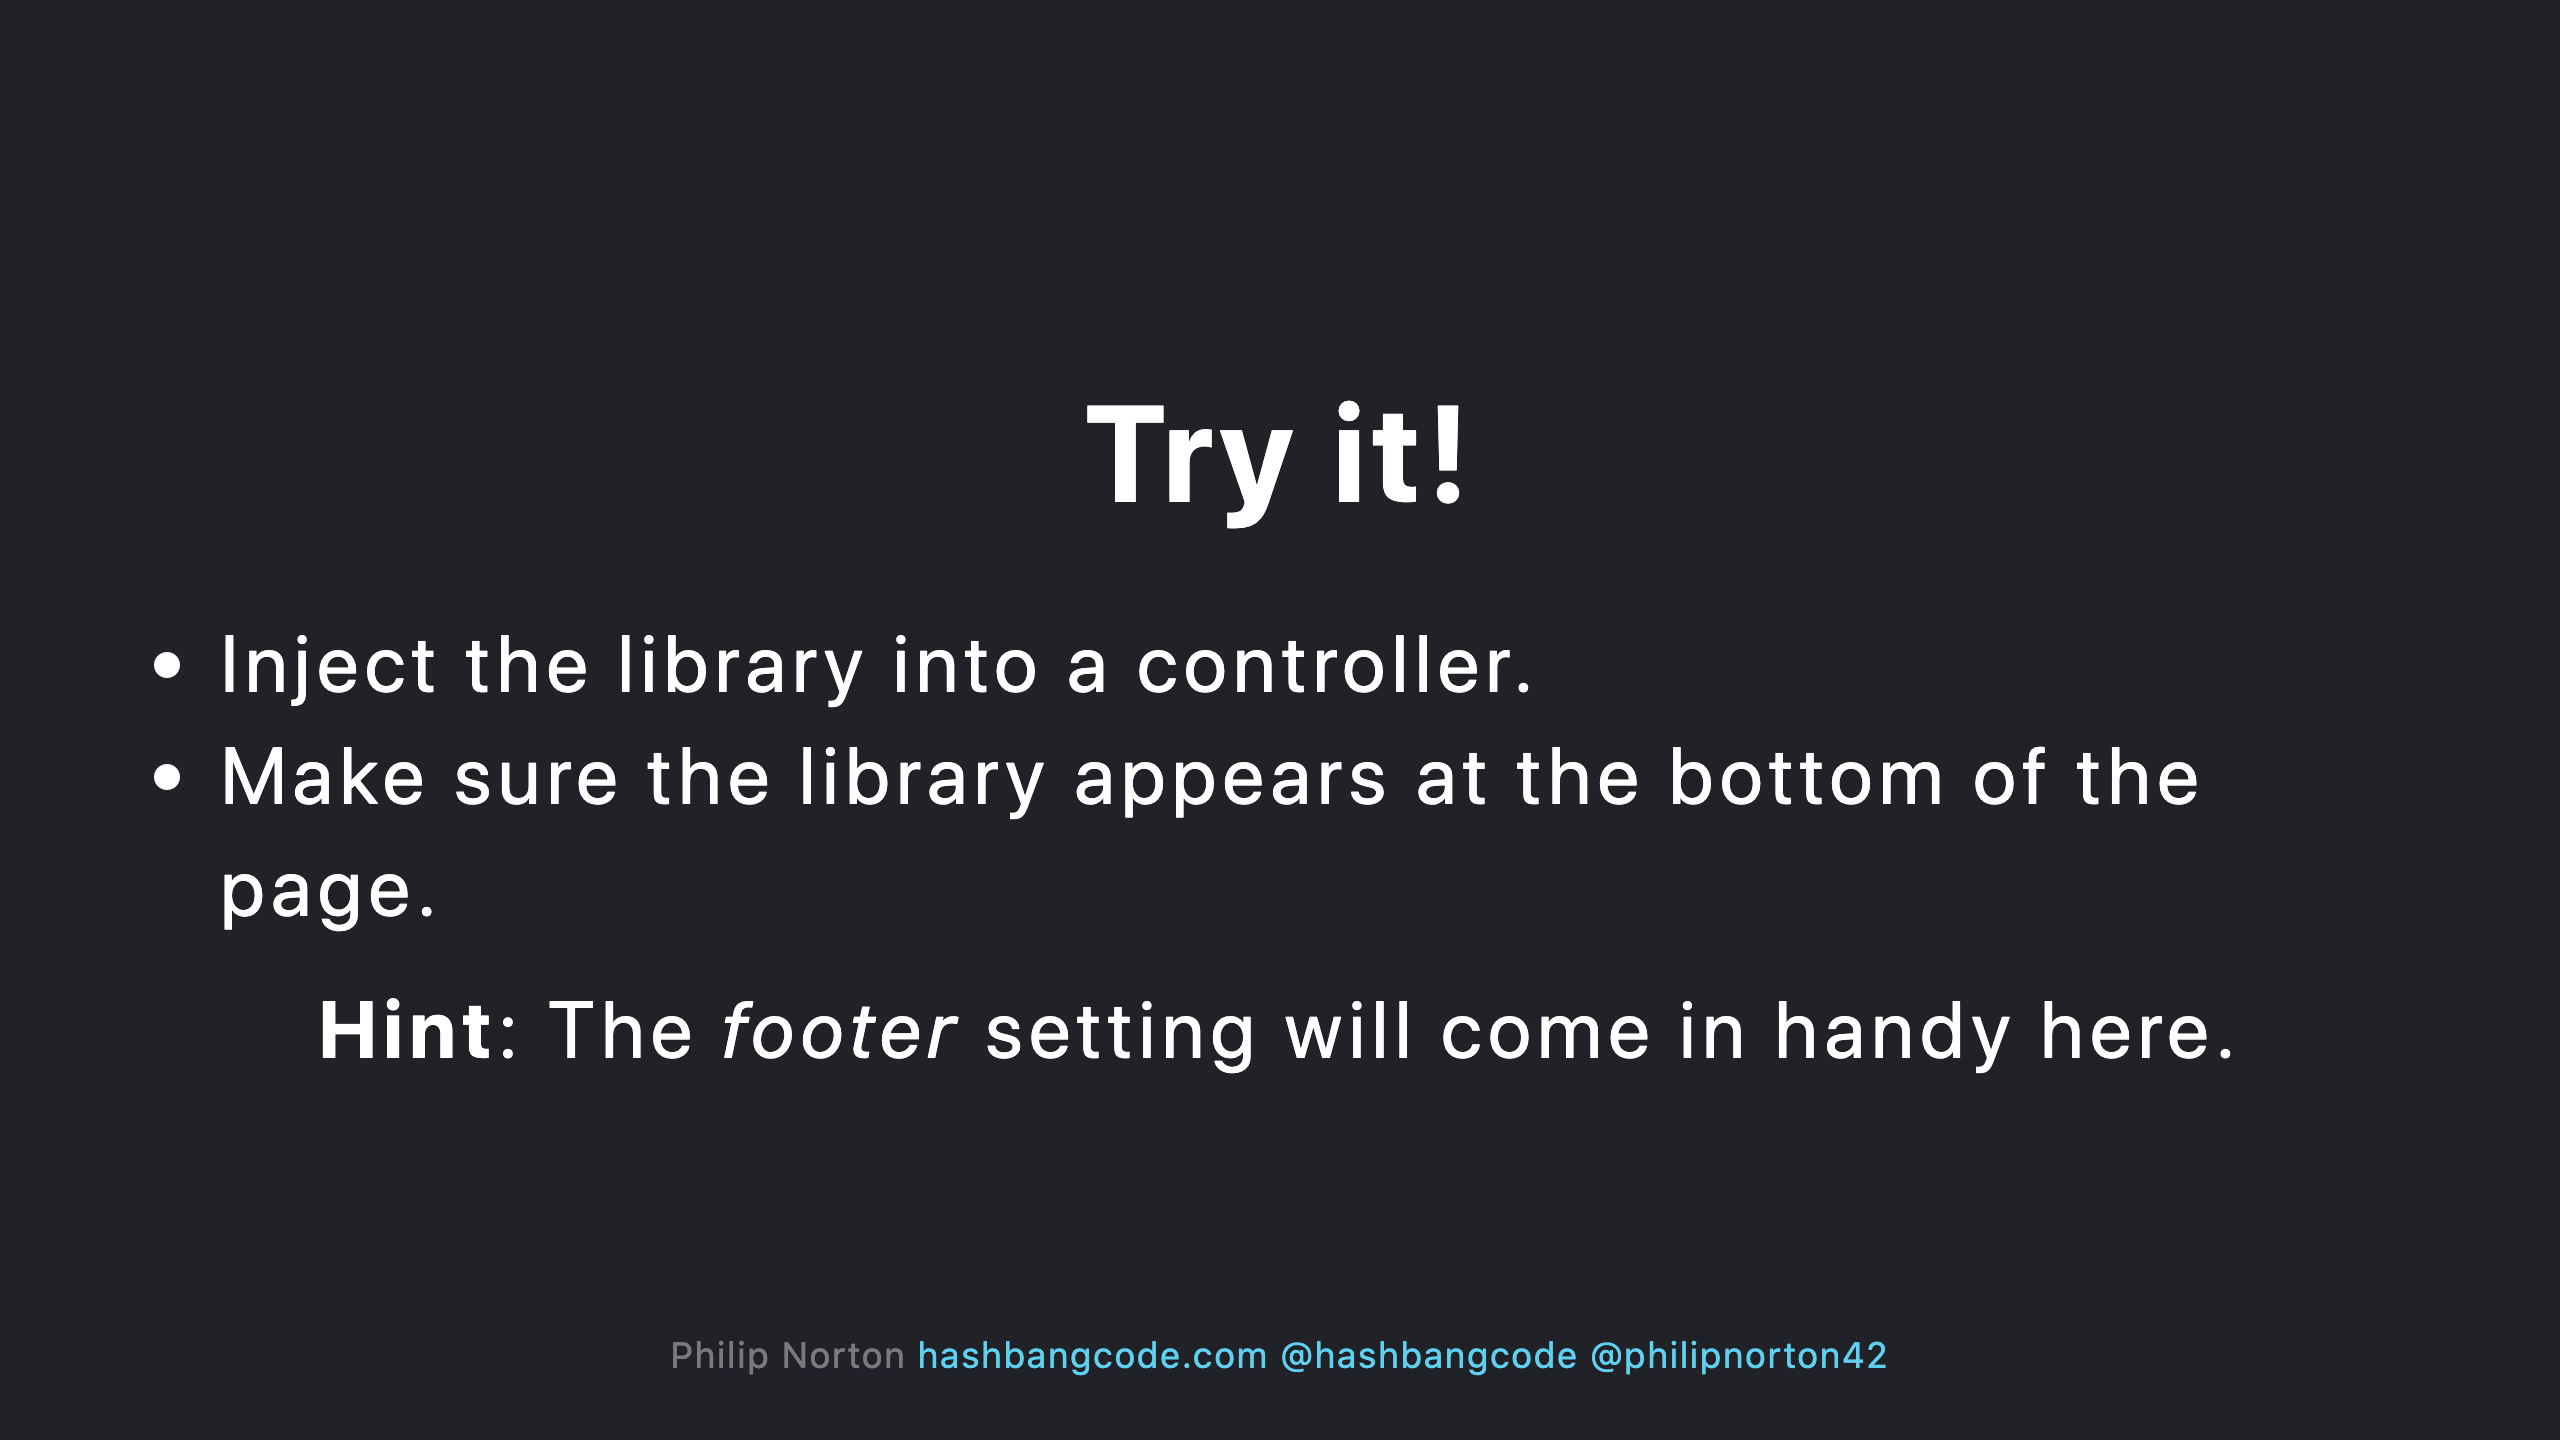 Try it!
• Inject the library into a controller.
• Make sure the library appears at the bottom of the
page.
Hint: The footer setting will come in handy here.
Philip Norton hashbangcode.com @hashbangcode @philipnorton42